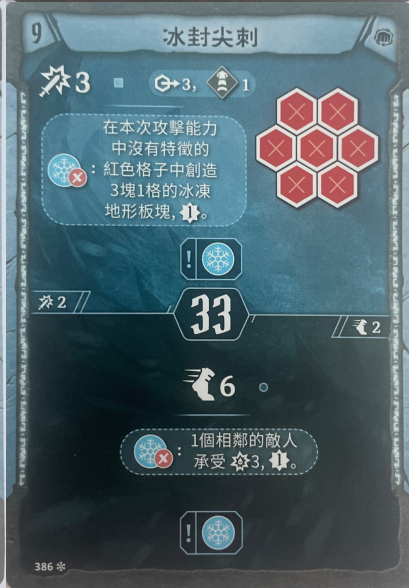 9 冰封尖刺
3 3, 1
在本次攻擊能力
中沒有特徵的
: 紅色格子中創造
3塊1格的冰凍
地形板塊, 1。
!
2
33
2
6
: 1個相鄰的敵人
承受 3, 1。
!
386